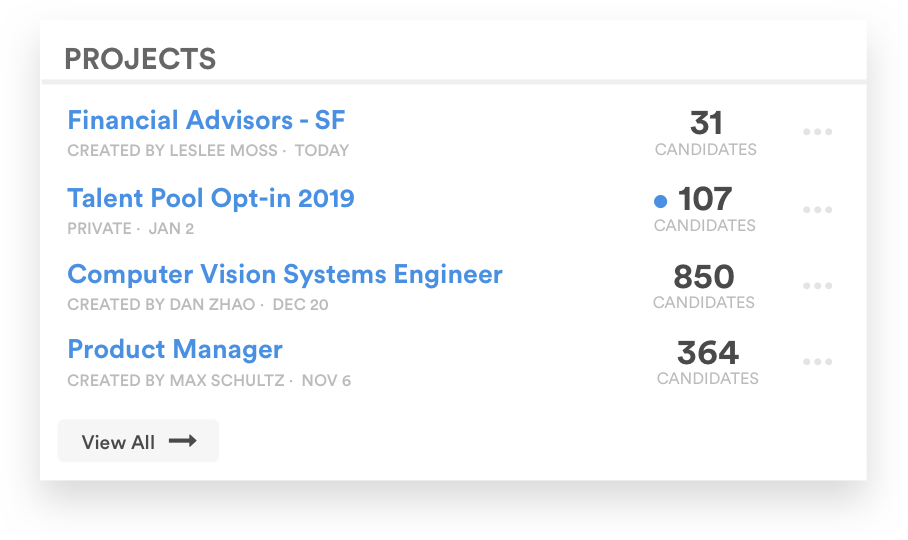 PROJECTS
Financial Advisors - SF
31
CREATED BY LESLEE MOSS · TODAY
CANDIDATES
Talent Pool Opt-in 2019
107
PRIVATE · JAN 2
CANDIDATES
Computer Vision Systems Engineer
850
CREATED BY DAN ZHAO · DEC 20
CANDIDATES
Product Manager
364
CREATED BY MAX SCHULTZ · NOV 6
CANDIDATES
View All